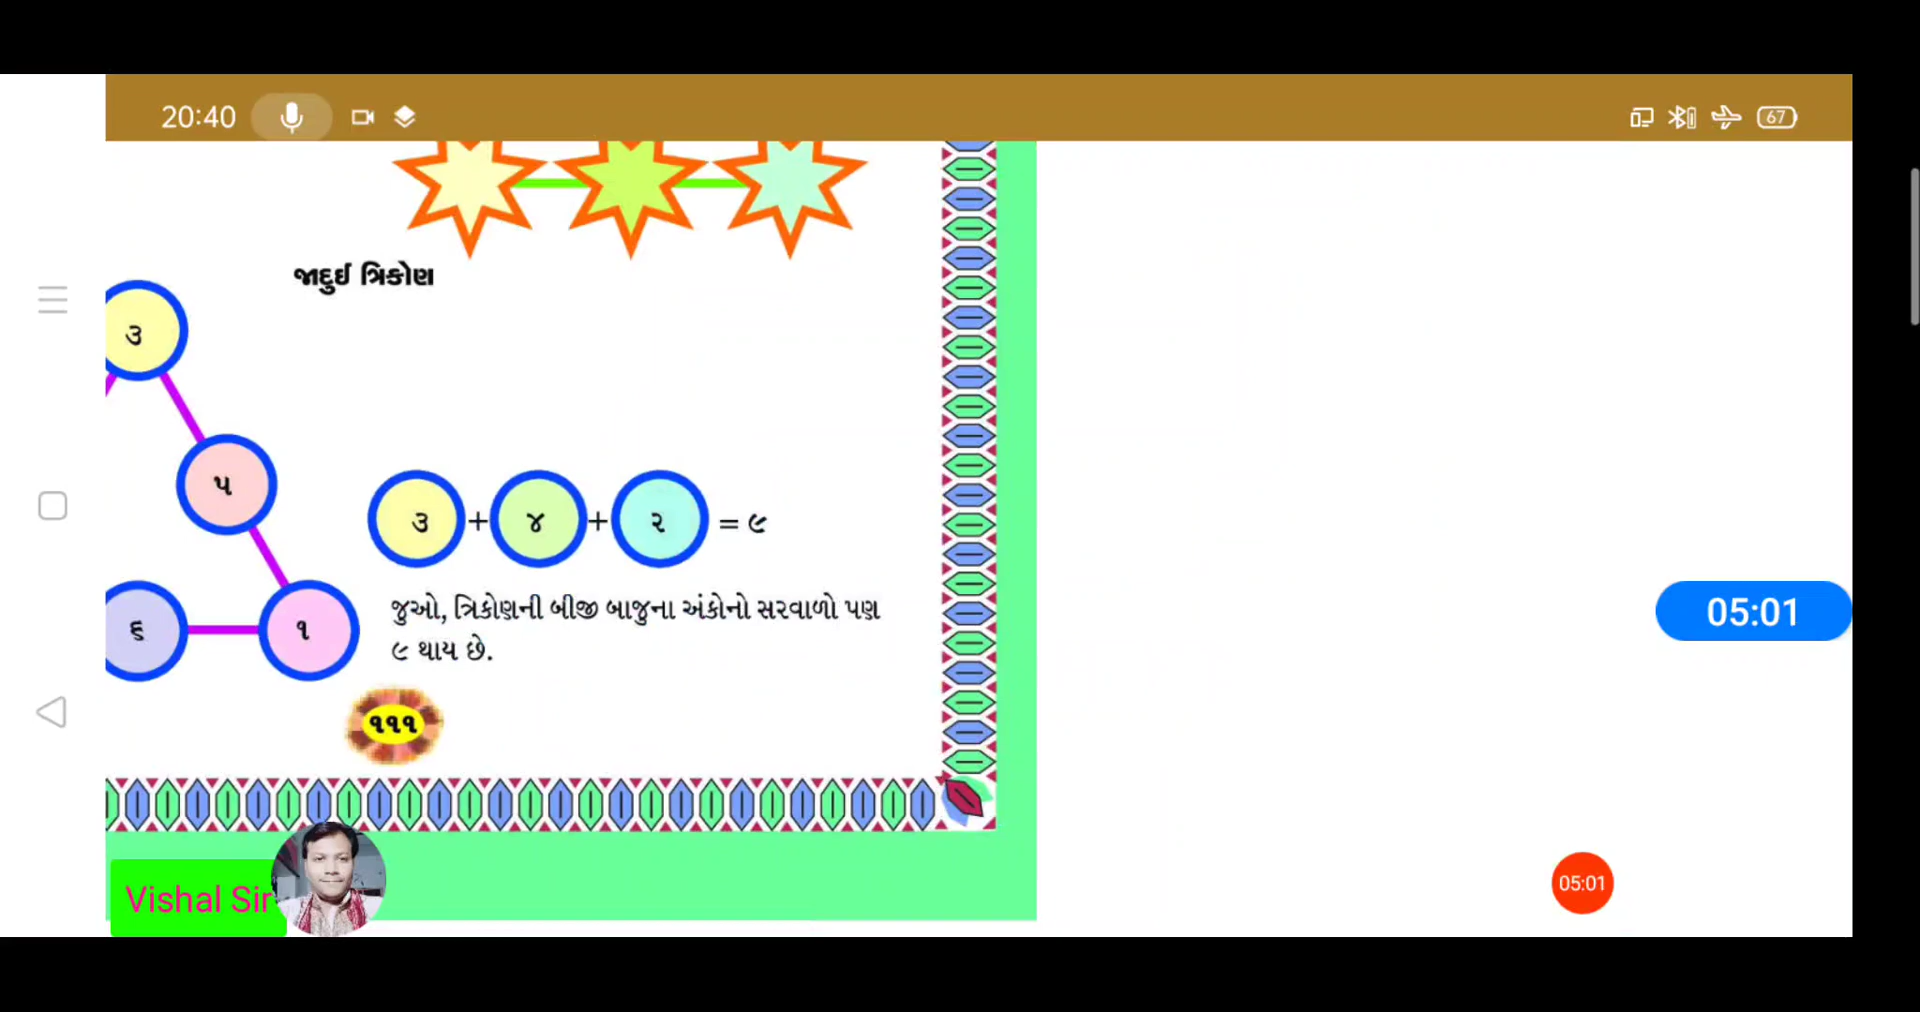 20:40
67
જાદુઈ ત્રિકોણ
૩
૫
૩ + ૪ + ૨ = ૯
જુઓ, ત્રિકોણની બીજી બાજુના અંકોનો સરવાળો પણ
૯ થાય છે.
૬
૧
૧૧૧
05:01
Vishal Sir
05:01